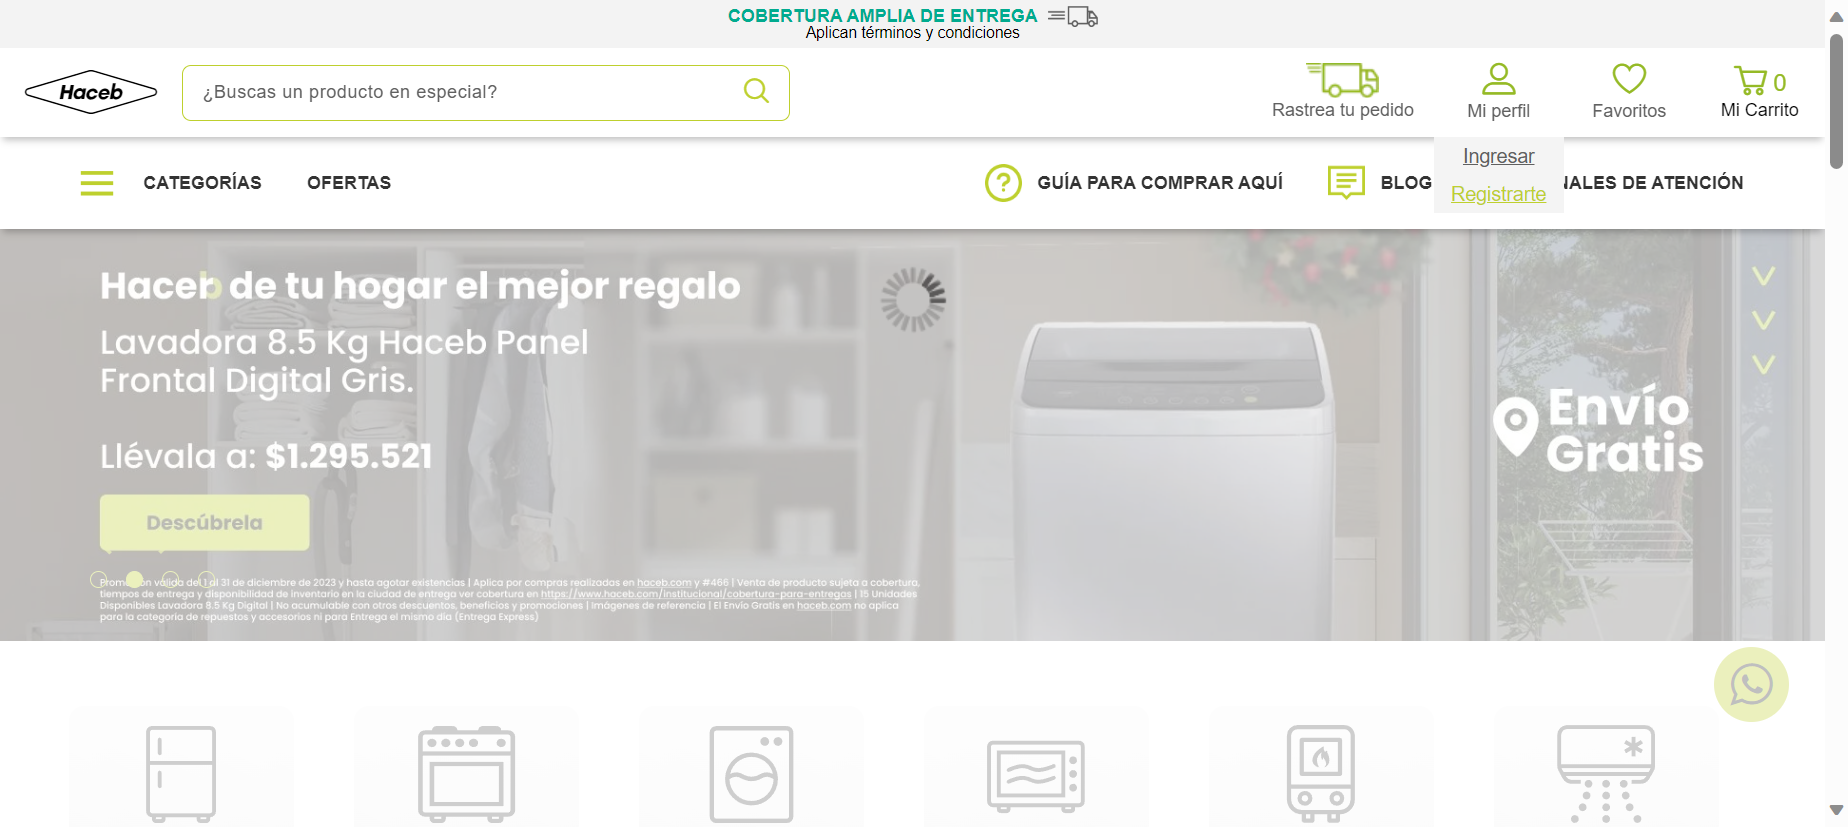 COBERTURA AMPLIA DE ENTREGA
Aplican términos y condiciones
Haceb
¿Buscas un producto en especial?
Rastrea tu pedido
Mi perfil
Favoritos
0
Mi Carrito
Ingresar
Registrarte
CATEGORÍAS
OFERTAS
GUÍA PARA COMPRAR AQUÍ
BLOG
NALES DE ATENCIÓN
Haceb de tu hogar el mejor regalo
Lavadora 8.5 Kg Haceb Panel
Frontal Digital Gris.
Llévala a: $1.295.521
Descúbrela
Envío
Gratis
Promoción válida del 1 al 31 de diciembre de 2023 y hasta agotar existencias | Aplica por compras realizadas en haceb.com y #466 | Venta de producto sujeta a cobertura,
tiempos de entrega y disponibilidad de inventario en la ciudad de entrega ver cobertura en https://www.haceb.com/institucional/cobertura-para-entregas | 15 Unidades
Disponibles Lavadora 8.5 Kg Digital | No acumulable con otros descuentos, beneficios y promociones | Imágenes de referencia | El Envío Gratis en haceb.com no aplica
para la categoría de repuestos y accesorios ni para Entrega el mismo día (Entrega Express)